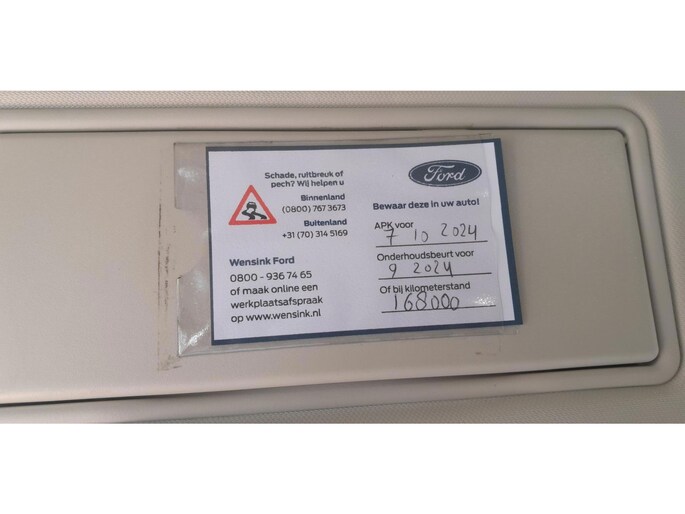 Schade, ruitbreuk of
pech? Wij helpen u
Binnenland
(0800) 767 3673
Buitenland
+31 (70) 314 5169
Wensink Ford
0800 - 936 74 65
of maak online een
werkplaatsafspraak
op www.wensink.nl
Ford
Bewaar deze in uw auto!
APK voor
7 10 2024
Onderhoudsbeurt voor
9 2024
Of bij kilometerstand
168000